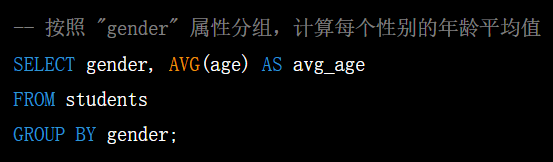 -- 按照 "gender" 属性分组，计算每个性别的年龄平均值
SELECT gender, AVG(age) AS avg_age
FROM students
GROUP BY gender;